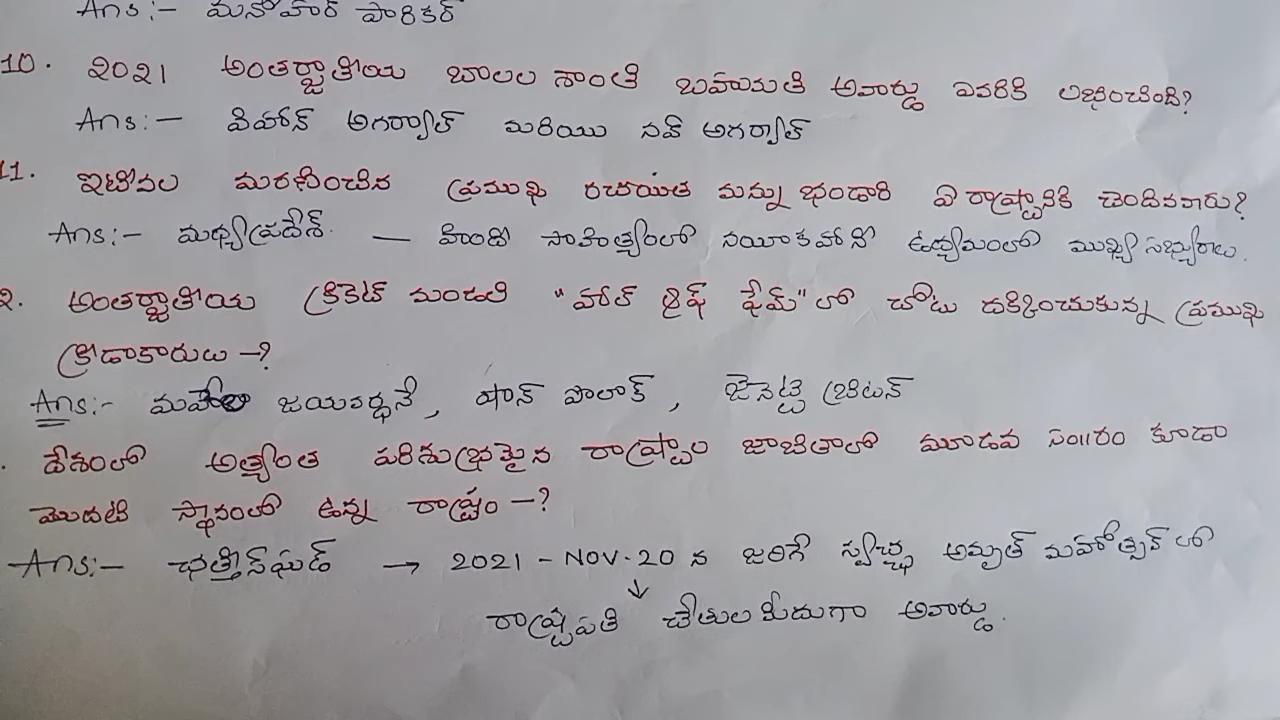 Ans:- మనోహర్ పారికర్
10. 2021 అంతర్జాతీయ బాలల శాంతి బహుమతి అవార్డు ఎవరికి లభించింది?
Ans:- విహాన్ అగర్వాల్ మరియు నవ్ అగర్వాల్
11. ఇటీవల మరణించిన ప్రముఖ రచయిత మన్ను భండారి ఏ రాష్ట్రానికి చెందినవారు?
Ans:- మధ్యప్రదేశ్. — హిందీ సాహిత్యంలో నయీకహానీ ఉద్యమంలో ముఖ్య సభ్యురాలు.
2. అంతర్జాతీయ క్రికెట్ మండలి "హాల్ ఆఫ్ ఫేమ్" లో చోటు దక్కించుకున్న ప్రముఖ
క్రీడాకారులు -?
Ans:- మహేల జయవర్ధనే, షాన్ పొలాక్, జెనెట్టె బ్రిటన్
. దేశంలో అత్యంత పరిశుభ్రమైన రాష్ట్రాల జాబితాలో మూడవ సం॥రం కూడా
మొదటి స్థానంలో ఉన్న రాష్ట్రం -?
Ans:- ఛత్తీస్‌ఘడ్ → 2021 - NOV-20 న జరిగే స్వచ్ఛ అమృత్ మహోత్సవ్ లో
↓
రాష్ట్రపతి చేతుల మీదుగా అవార్డు.